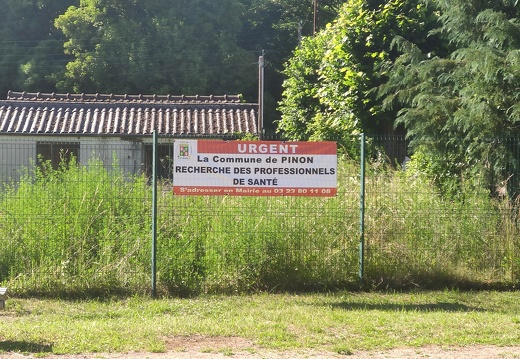 URGENT
La Commune de PINON
RECHERCHE DES PROFESSIONNELS
DE SANTÉ
S'adresser en Mairie au 03 23 80 11 08